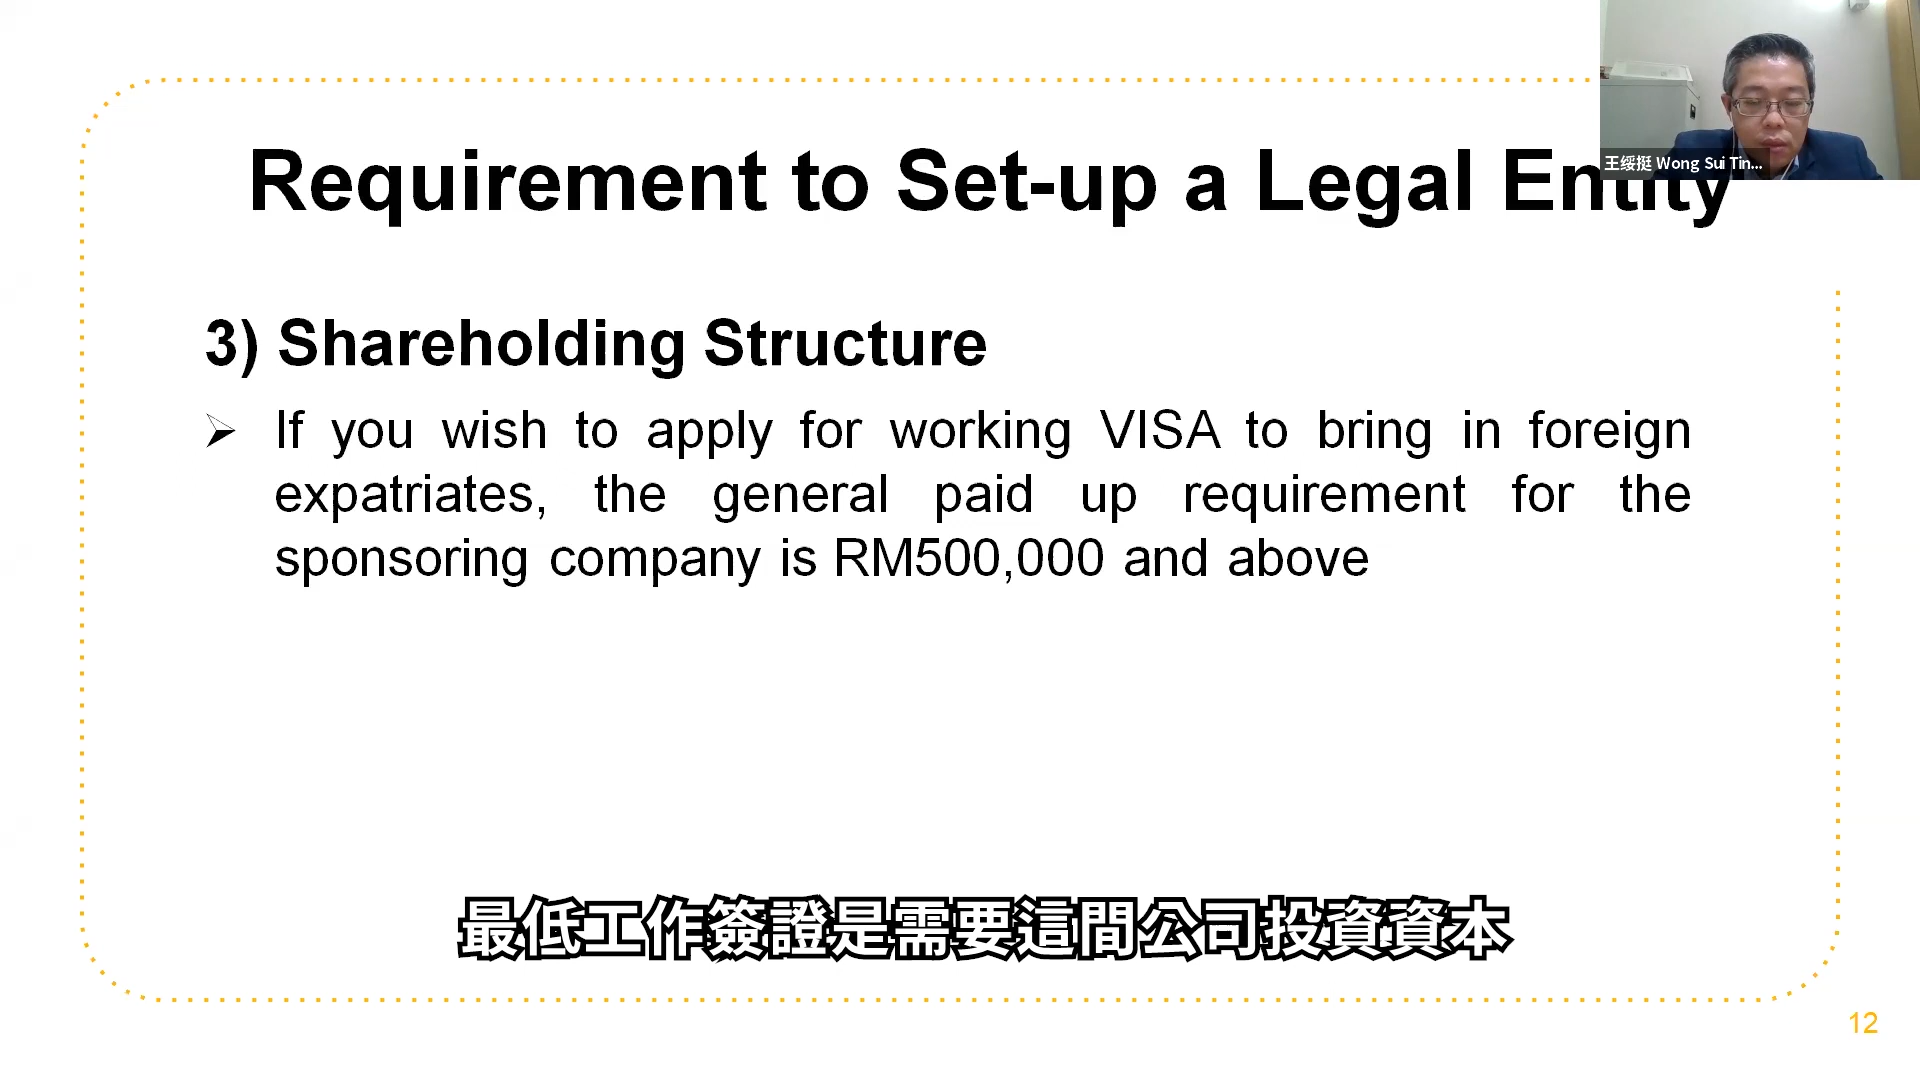 Requirement to Set-up a Legal Entity
王绥挺 Wong Sui Tin...
3) Shareholding Structure
➢ If you wish to apply for working VISA to bring in foreign
expatriates, the general paid up requirement for the
sponsoring company is RM500,000 and above
最低工作簽證是需要這間公司投資資本
12